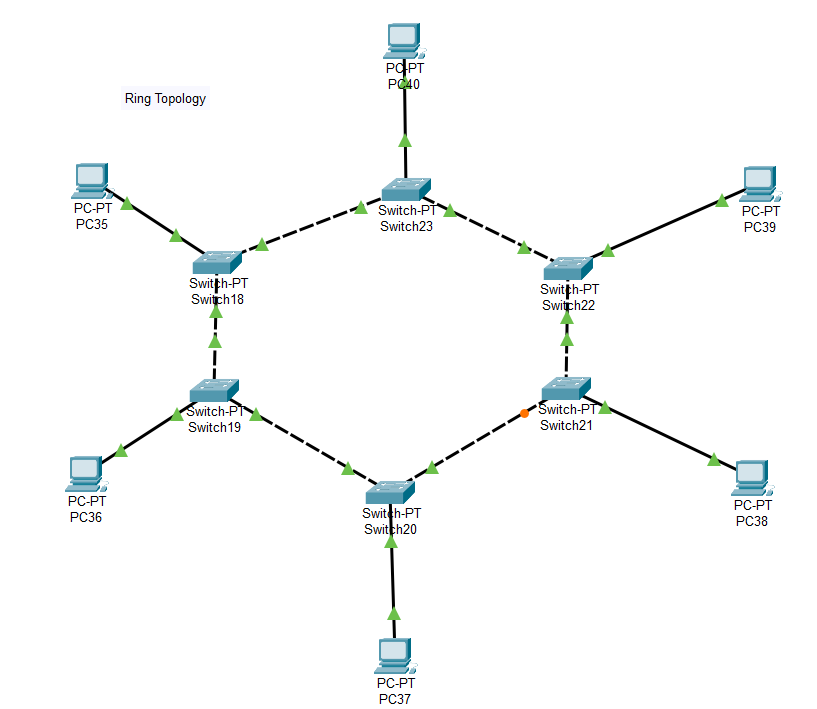 PC-PT
PC40
Ring Topology
PC-PT
PC35
PC-PT
PC39
Switch-PT
Switch23
Switch-PT
Switch18
Switch-PT
Switch22
Switch-PT
Switch19
Switch-PT
Switch21
PC-PT
PC36
Switch-PT
Switch20
PC-PT
PC38
PC-PT
PC37